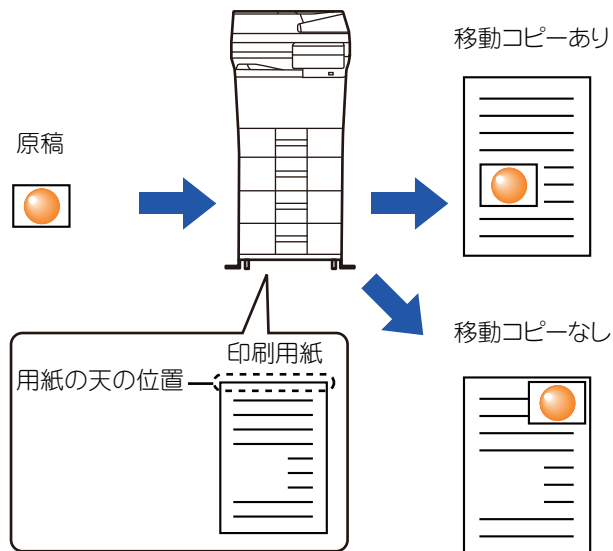 移動コピーあり
原稿
移動コピーなし
印刷用紙
用紙の天の位置